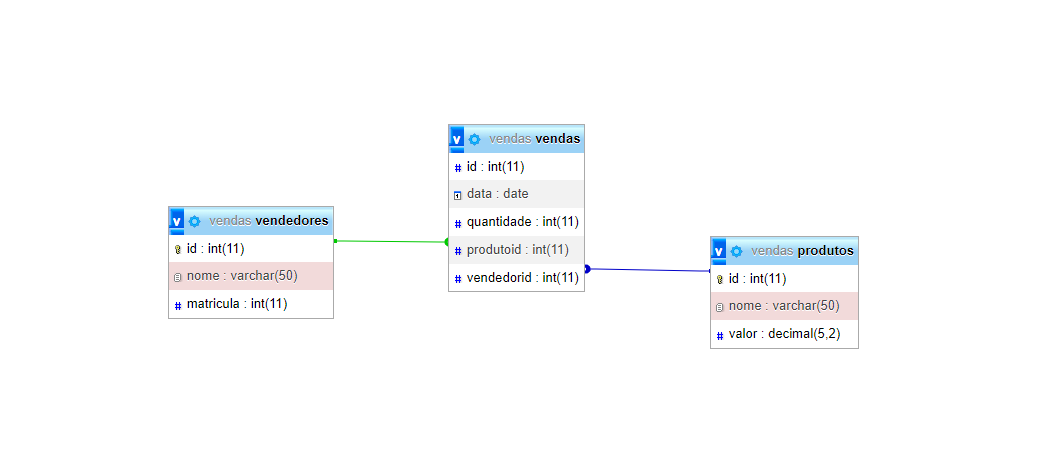 v vendas vendas
id : int(11)
data : date
quantidade : int(11)
produtoid : int(11)
vendedorid : int(11)
v vendas vendedores
id : int(11)
nome : varchar(50)
matricula : int(11)
v vendas produtos
id : int(11)
nome : varchar(50)
valor : decimal(5,2)